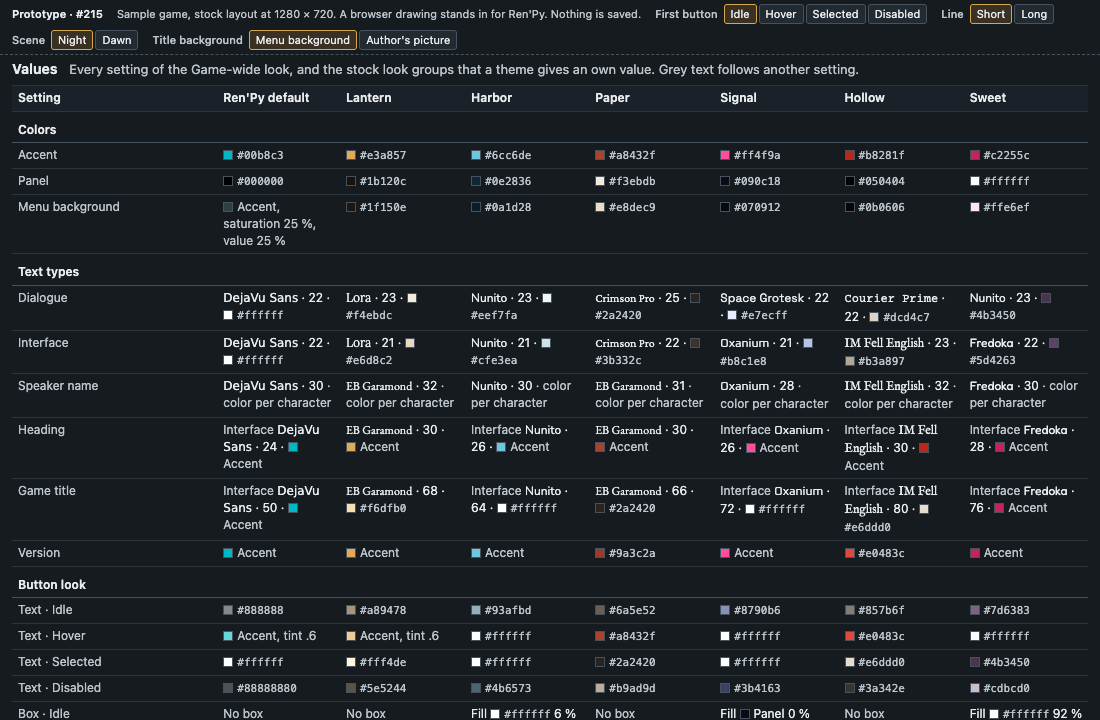 Prototype · #215 Sample game, stock layout at 1280 × 720. A browser drawing stands in for Ren'Py. Nothing is saved. First button Idle Hover Selected Disabled Line Short Long
Scene Night Dawn Title background Menu background Author's picture
Values Every setting of the Game-wide look, and the stock look groups that a theme gives an own value. Grey text follows another setting.
Setting Ren'Py default Lantern Harbor Paper Signal Hollow Sweet
Colors
Accent #00b8c3 #e3a857 #6cc6de #a8432f #ff4f9a #b8281f #c2255c
Panel #000000 #1b120c #0e2836 #f3ebdb #090c18 #050404 #ffffff
Menu background Accent, #1f150e #0a1d28 #e8dec9 #070912 #0b0606 #ffe6ef
saturation 25 %,
value 25 %
Text types
Dialogue DejaVu Sans · 22 · Lora · 23 · Nunito · 23 · Crimson Pro · 25 · Space Grotesk · 22 Courier Prime · Nunito · 23 ·
#ffffff #f4ebdc #eef7fa #2a2420 · #e7ecff 22 · #dcd4c7 #4b3450
Interface DejaVu Sans · 22 · Lora · 21 · Nunito · 21 · Crimson Pro · 22 · Oxanium · 21 · IM Fell English · 23 · Fredoka · 22 ·
#ffffff #e6d8c2 #cfe3ea #3b332c #b8c1e8 #b3a897 #5d4263
Speaker name DejaVu Sans · 30 · EB Garamond · 32 · Nunito · 30 · color EB Garamond · 31 · Oxanium · 28 · IM Fell English · 32 · Fredoka · 30 · color
color per character color per character per character color per character color per character color per character per character
Heading Interface DejaVu EB Garamond · 30 · Interface Nunito · EB Garamond · 30 · Interface Oxanium · Interface IM Fell Interface Fredoka ·
Sans · 24 · Accent 26 · Accent Accent 26 · Accent English · 30 · 28 · Accent
Accent Accent
Game title Interface DejaVu EB Garamond · 68 · Interface Nunito · EB Garamond · 66 · Interface Oxanium · Interface IM Fell Interface Fredoka ·
Sans · 50 · #f6dfb0 64 · #ffffff #2a2420 72 · #ffffff English · 80 · 76 · Accent
Accent #e6ddd0
Version Accent Accent Accent #9a3c2a Accent #e0483c Accent
Button look
Text · Idle #888888 #a89478 #93afbd #6a5e52 #8790b6 #857b6f #7d6383
Text · Hover Accent, tint .6 Accent, tint .6 #ffffff #a8432f #ffffff #e0483c #ffffff
Text · Selected #ffffff #fff4de #ffffff #2a2420 #ffffff #e6ddd0 #4b3450
Text · Disabled #88888880 #5e5244 #4b6573 #b9ad9d #3b4163 #3a342e #cdbcd0
Box · Idle No box No box Fill #ffffff 6 % No box Fill Panel 0 % No box Fill #ffffff 92 %